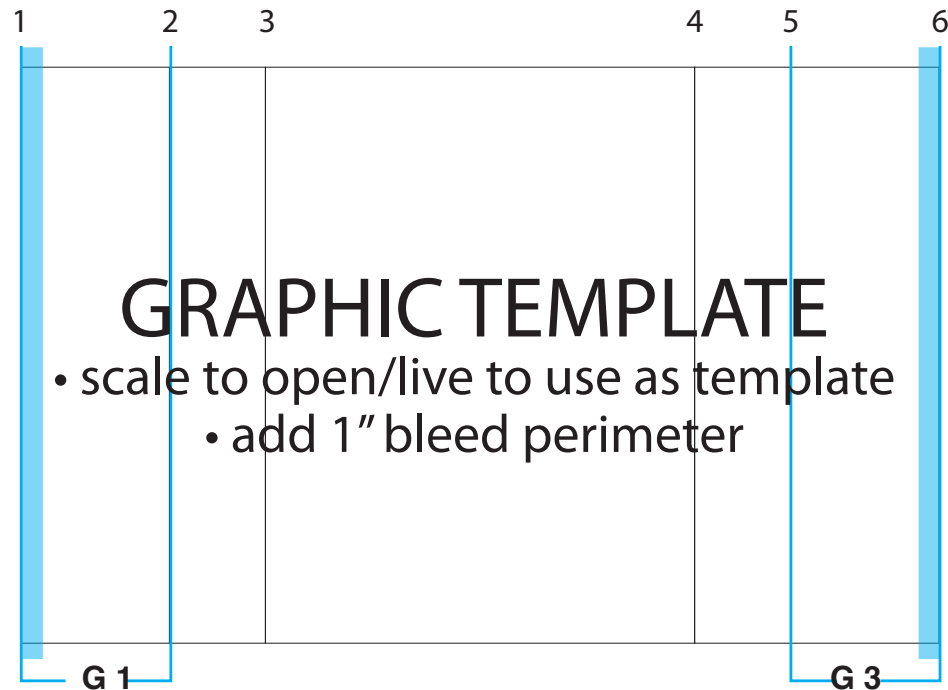 1 2 3 4 5 6
GRAPHIC TEMPLATE
• scale to open/live to use as template
• add 1” bleed perimeter
G 1 G 3